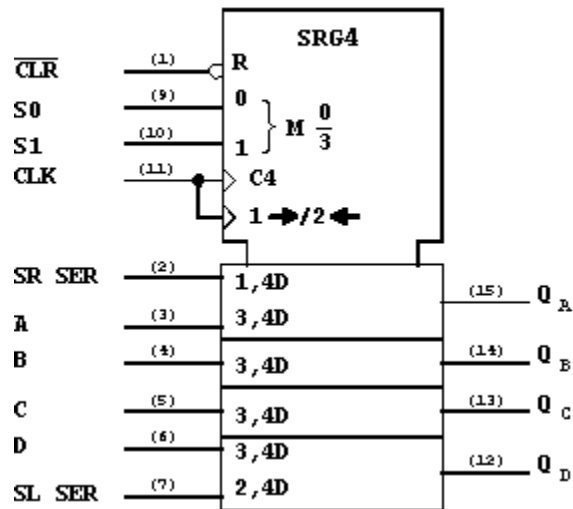 SRG4
CLR (1) R
S0 (9) 0
M 0/3
S1 (10) 1
CLK (11) C4
1 →/2 ←
SR SER (2) 1,4D
(15) QA
A (3) 3,4D
B (4) 3,4D (14) QB
C (5) 3,4D (13) QC
D (6) 3,4D
(12) QD
SL SER (7) 2,4D